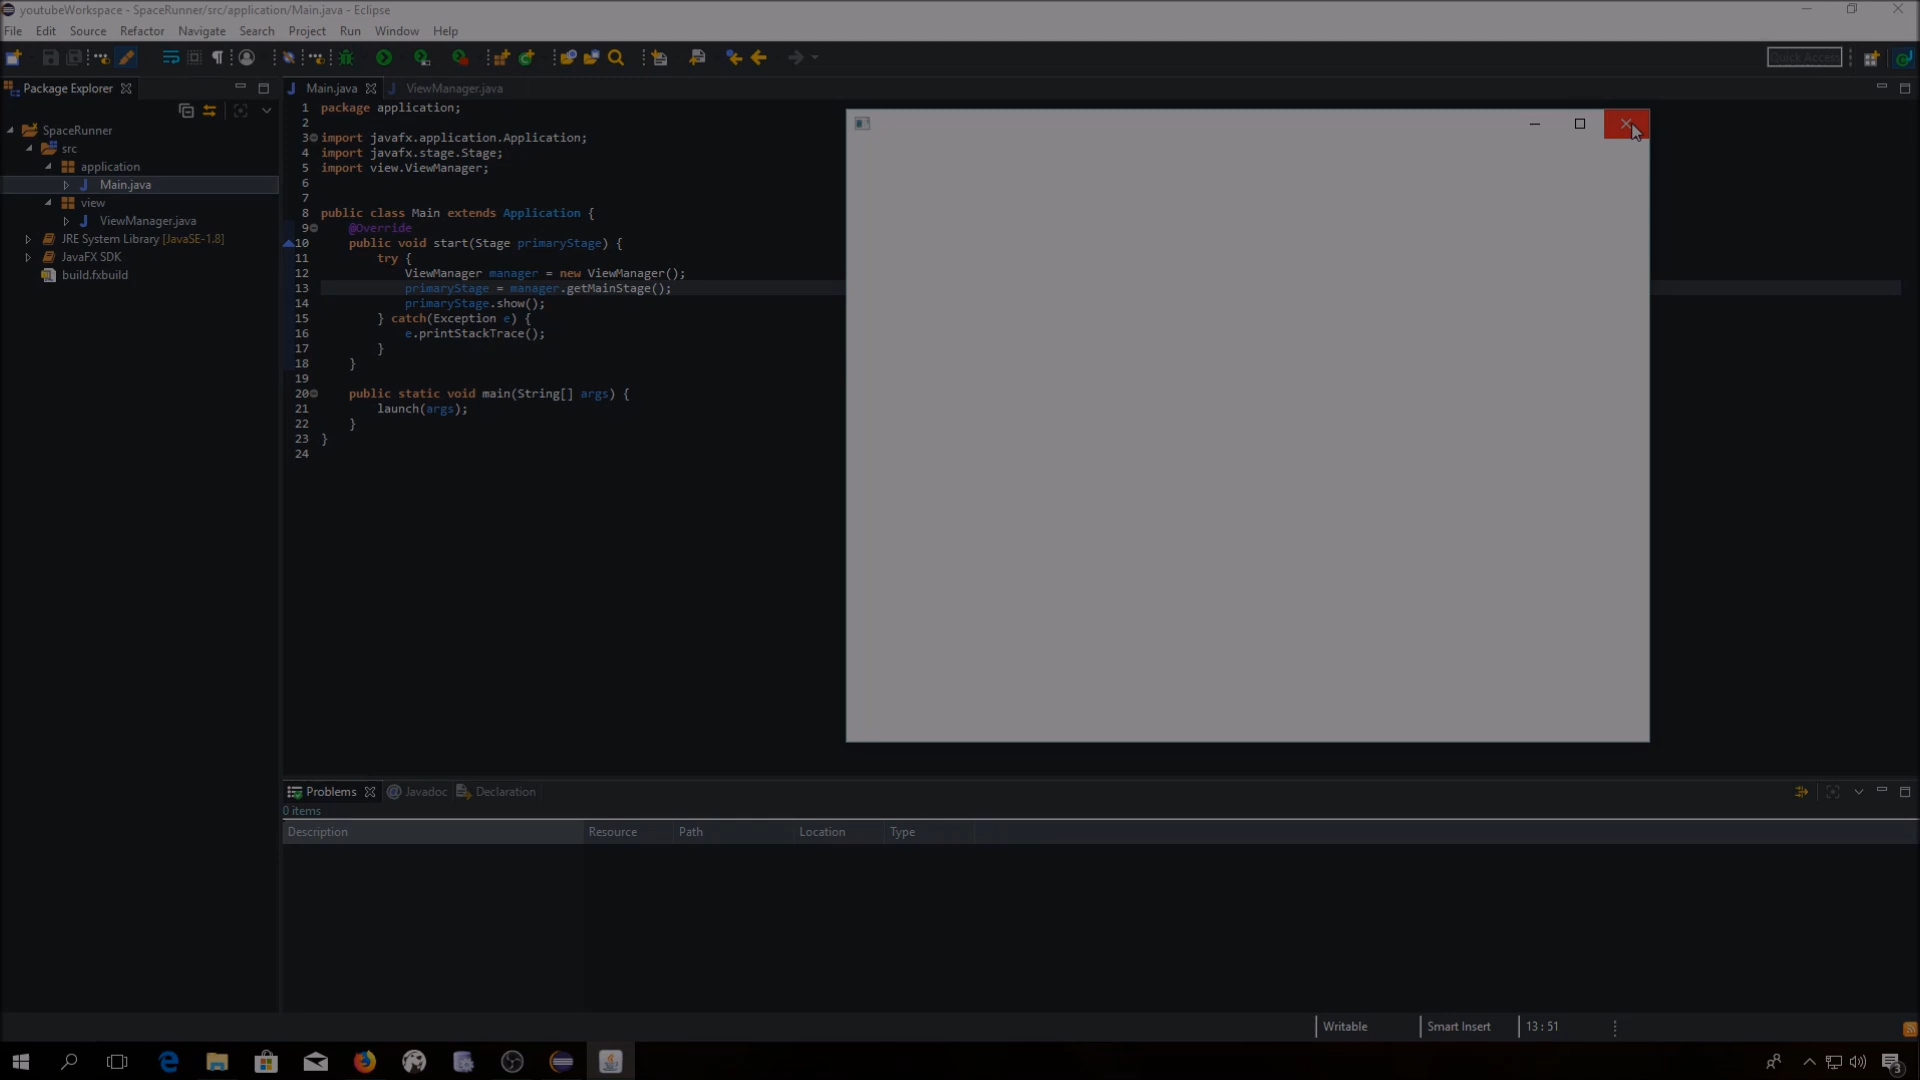 youtubeWorkspace - SpaceRunner/src/application/Main.java - Eclipse
File Edit Source Refactor Navigate Search Project Run Window Help
Quick Access
Package Explorer
Main.java ViewManager.java
SpaceRunner
src
application
Main.java
view
ViewManager.java
JRE System Library [JavaSE-1.8]
JavaFX SDK
build.fxbuild
1 package application;
2
3 import javafx.application.Application;
4 import javafx.stage.Stage;
5 import view.ViewManager;
6
7
8 public class Main extends Application {
9 @Override
10 public void start(Stage primaryStage) {
11 try {
12 ViewManager manager = new ViewManager();
13 primaryStage = manager.getMainStage();
14 primaryStage.show();
15 } catch(Exception e) {
16 e.printStackTrace();
17 }
18 }
19
20 public static void main(String[] args) {
21 launch(args);
22 }
23 }
24
Problems @ Javadoc Declaration
0 items
Description Resource Path Location Type
Writable Smart Insert 13 : 51
3